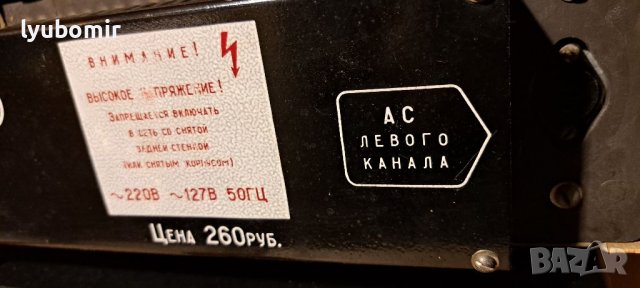 lyubomir
ВНИМАНИЕ!
ВЫСОКОЕ НАПРЯЖЕНИЕ!
ЗАПРЕЩАЕТСЯ ВКЛЮЧАТЬ
В СЕТЬ СО СНЯТОЙ
ЗАДНЕЙ СТЕНКОЙ
(ИЛИ СНЯТЫМ КОРПУСОМ)
~220В ~127В 50ГЦ
ЦЕНА 260РУБ.
АС
ЛЕВОГО
КАНАЛА
BAZAR